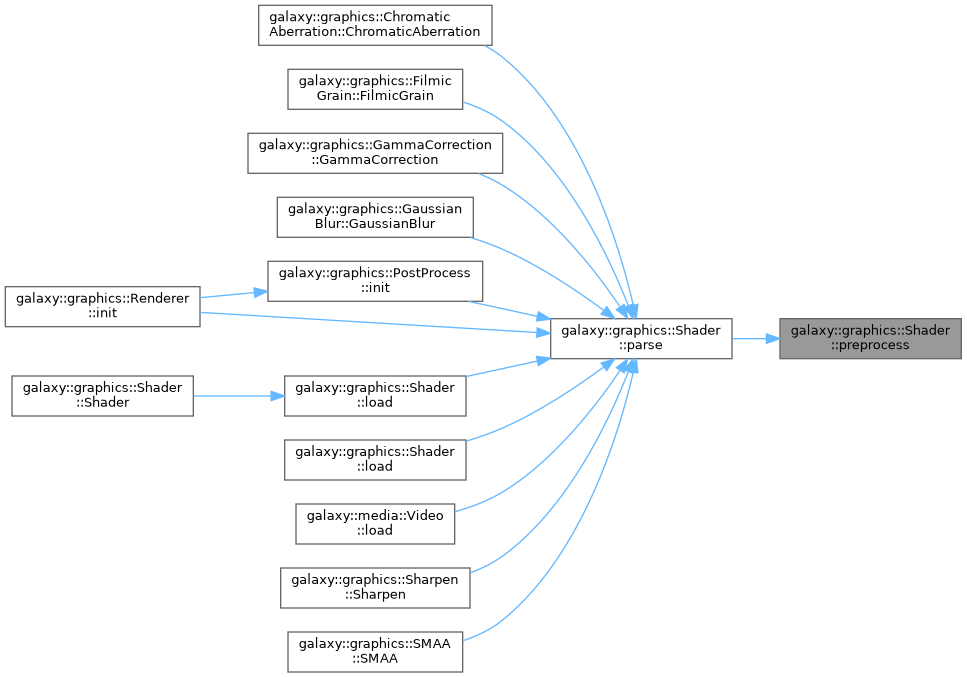 galaxy::graphics::Chromatic
Aberration::ChromaticAberration
galaxy::graphics::Filmic
Grain::FilmicGrain
galaxy::graphics::GammaCorrection
::GammaCorrection
galaxy::graphics::Gaussian
Blur::GaussianBlur
galaxy::graphics::PostProcess
::init
galaxy::graphics::Renderer
::init
galaxy::graphics::Shader
::parse
galaxy::graphics::Shader
::preprocess
galaxy::graphics::Shader
::Shader
galaxy::graphics::Shader
::load
galaxy::graphics::Shader
::load
galaxy::media::Video
::load
galaxy::graphics::Sharpen
::Sharpen
galaxy::graphics::SMAA
::SMAA